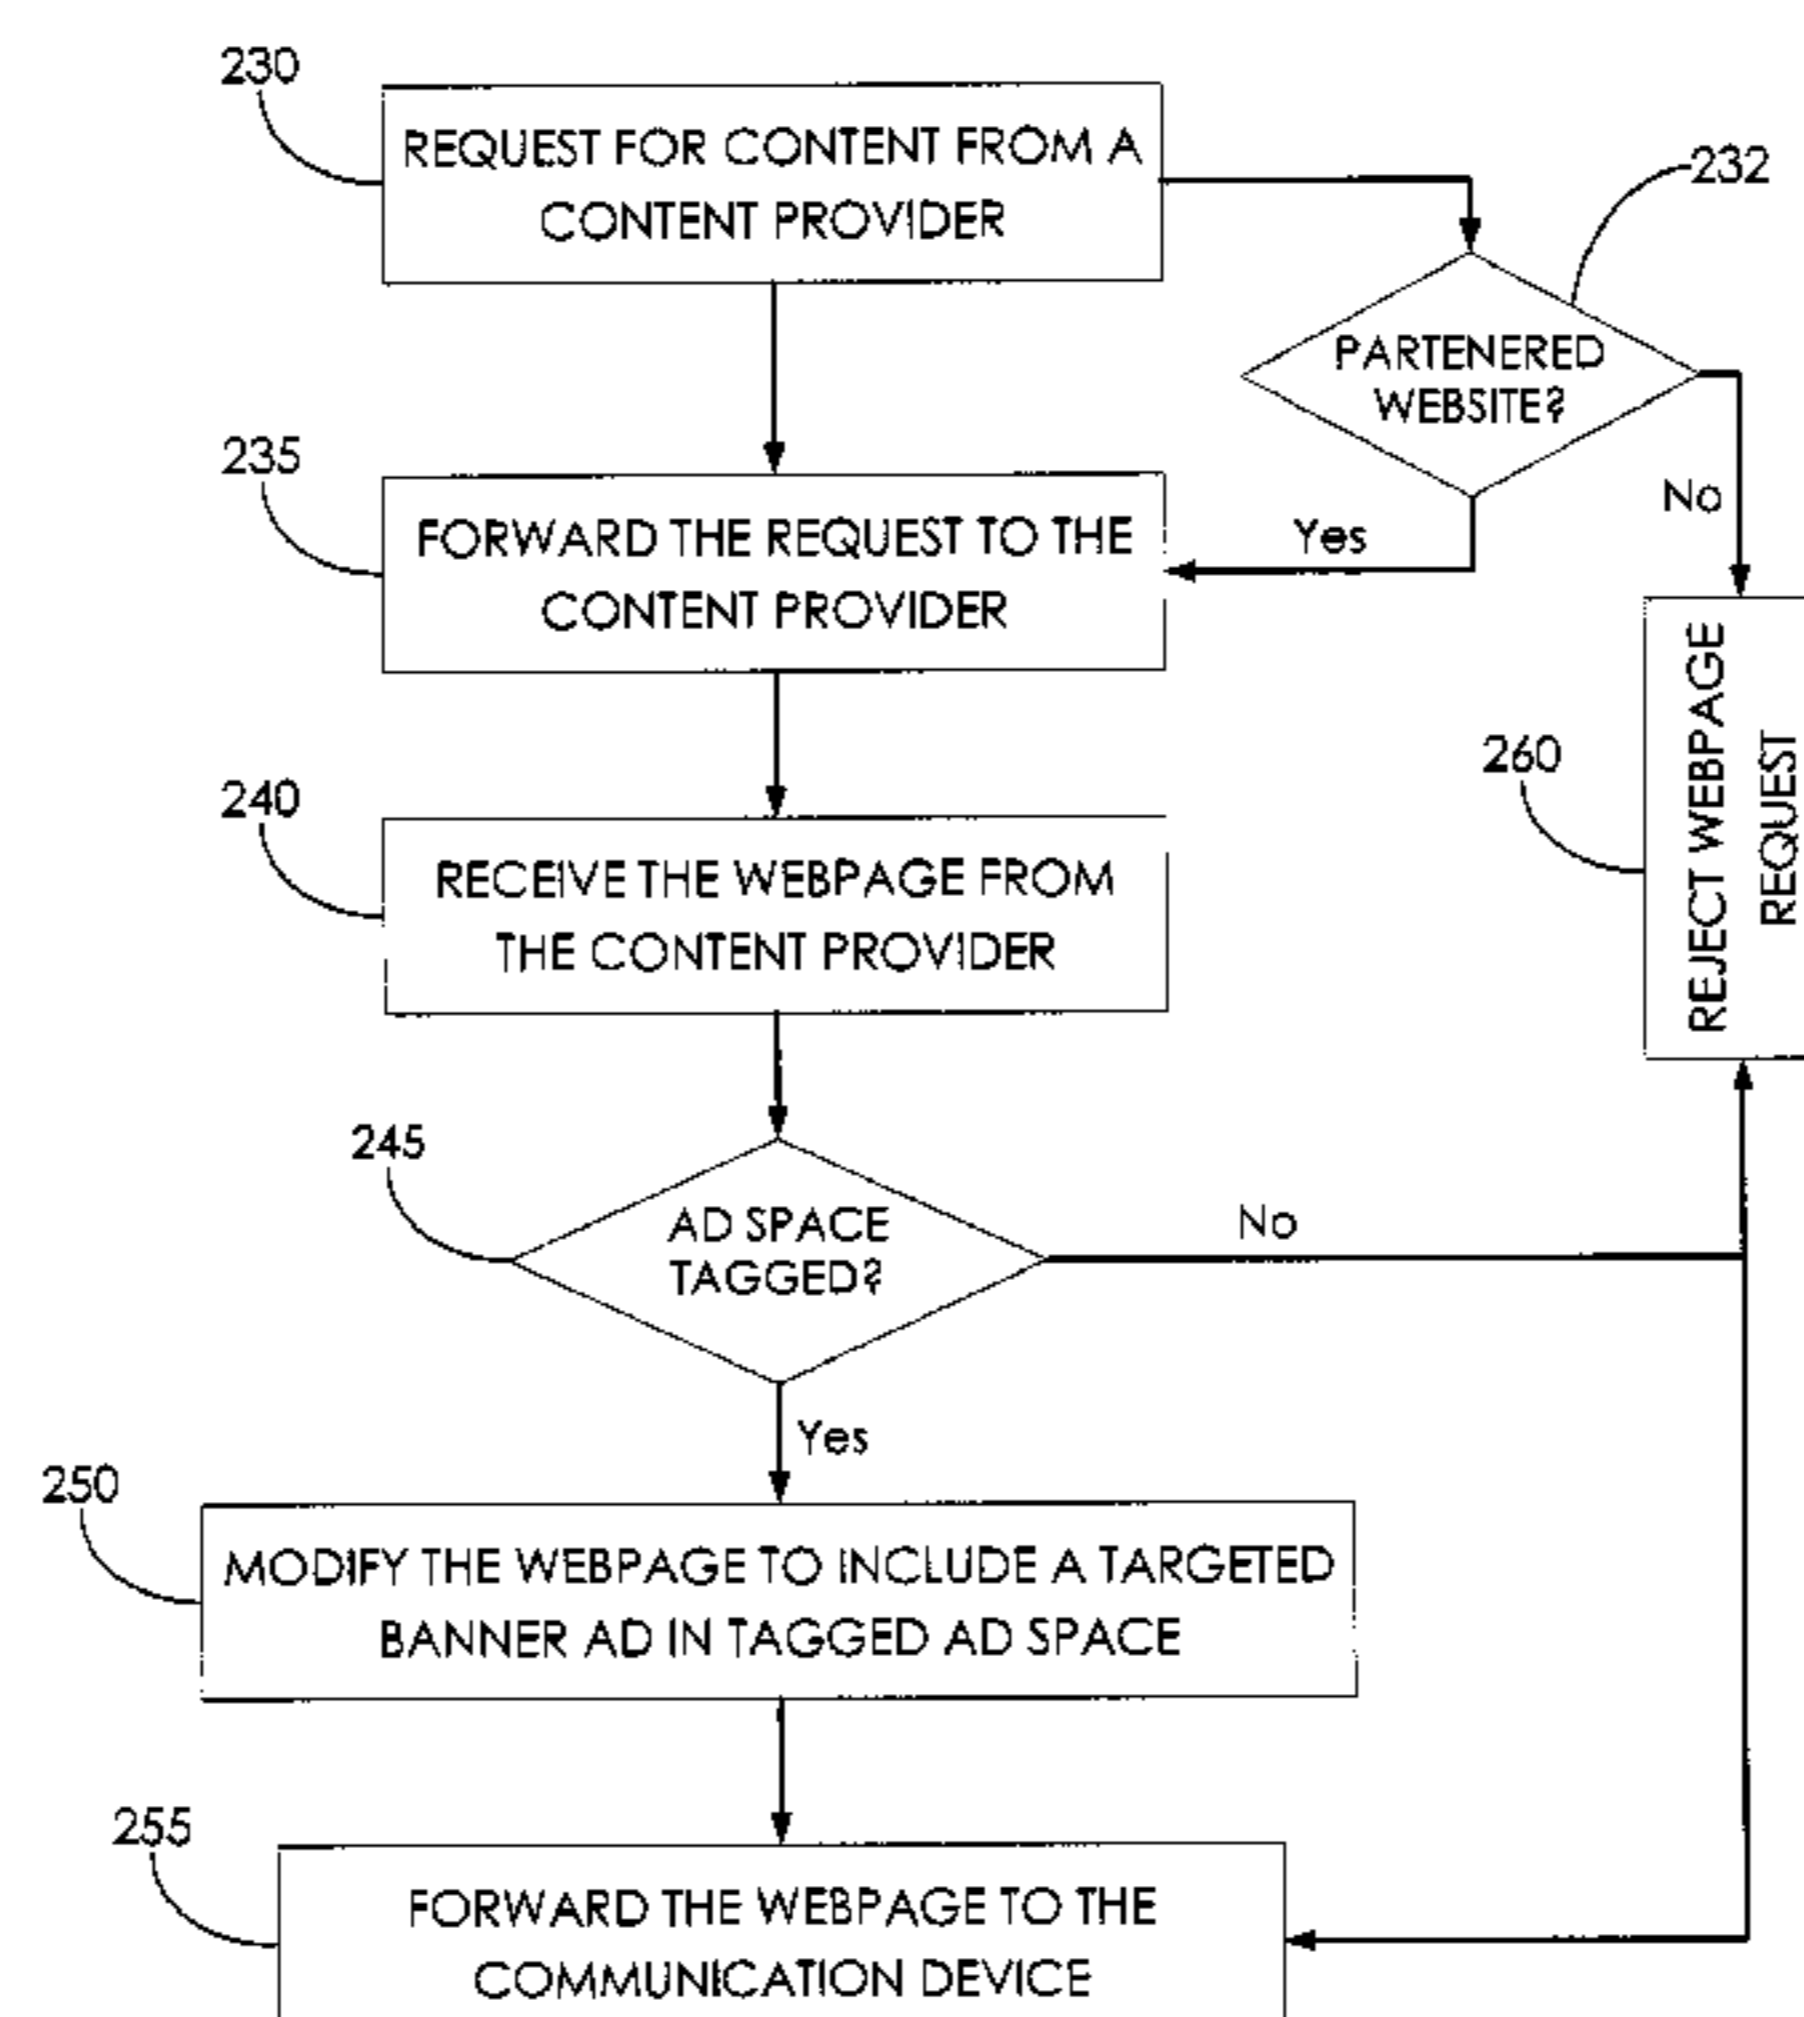 230
REQUEST FOR CONTENT FROM A
CONTENT PROVIDER
232
PARTENERED
WEBSITE?
No
Yes
235
FORWARD THE REQUEST TO THE
CONTENT PROVIDER
260
REJECT WEBPAGE
REQUEST
240
RECEIVE THE WEBPAGE FROM
THE CONTENT PROVIDER
245
AD SPACE
TAGGED?
No
Yes
250
MODIFY THE WEBPAGE TO INCLUDE A TARGETED
BANNER AD IN TAGGED AD SPACE
255
FORWARD THE WEBPAGE TO THE
COMMUNICATION DEVICE